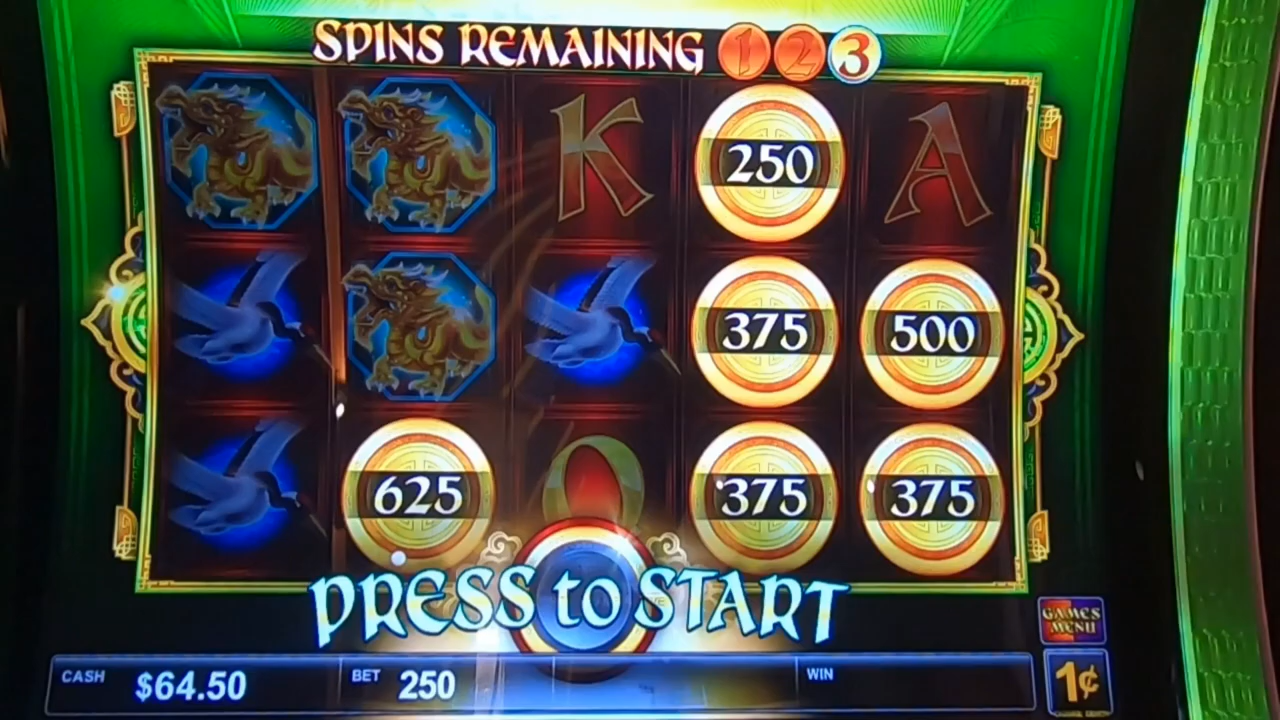 SPINS REMAINING 1 2 3
K 250 A
375 500
625 Q 375 375
PRESS to START
GAMES MENU
CASH $64.50 BET 250 WIN
1¢